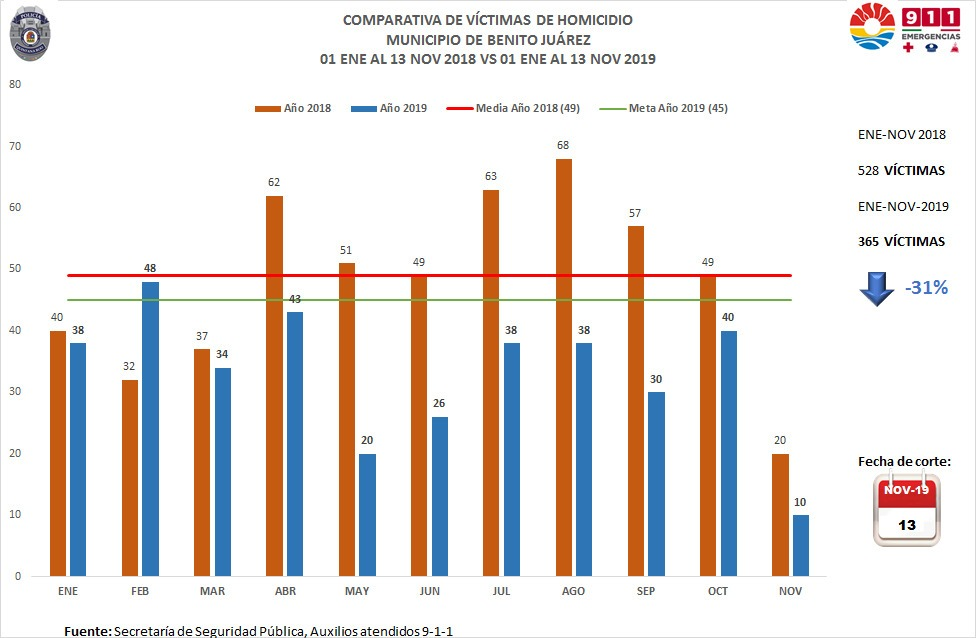 COMPARATIVA DE VÍCTIMAS DE HOMICIDIO
MUNICIPIO DE BENITO JUÁREZ
01 ENE AL 13 NOV 2018 VS 01 ENE AL 13 NOV 2019
POLICÍA
911
EMERGENCIAS
Año 2018 Año 2019 Media Año 2018 (49) Meta Año 2019 (45)
80
70
60
50
40
30
20
10
0
40 38
32 48
37 34
62 43
51 20
49 26
63 38
68 38
57 30
49 40
20 10
ENE FEB MAR ABR MAY JUN JUL AGO SEP OCT NOV
ENE-NOV 2018
528 VÍCTIMAS
ENE-NOV-2019
365 VÍCTIMAS
-31%
Fecha de corte:
NOV-19
13
Fuente: Secretaría de Seguridad Pública, Auxilios atendidos 9-1-1